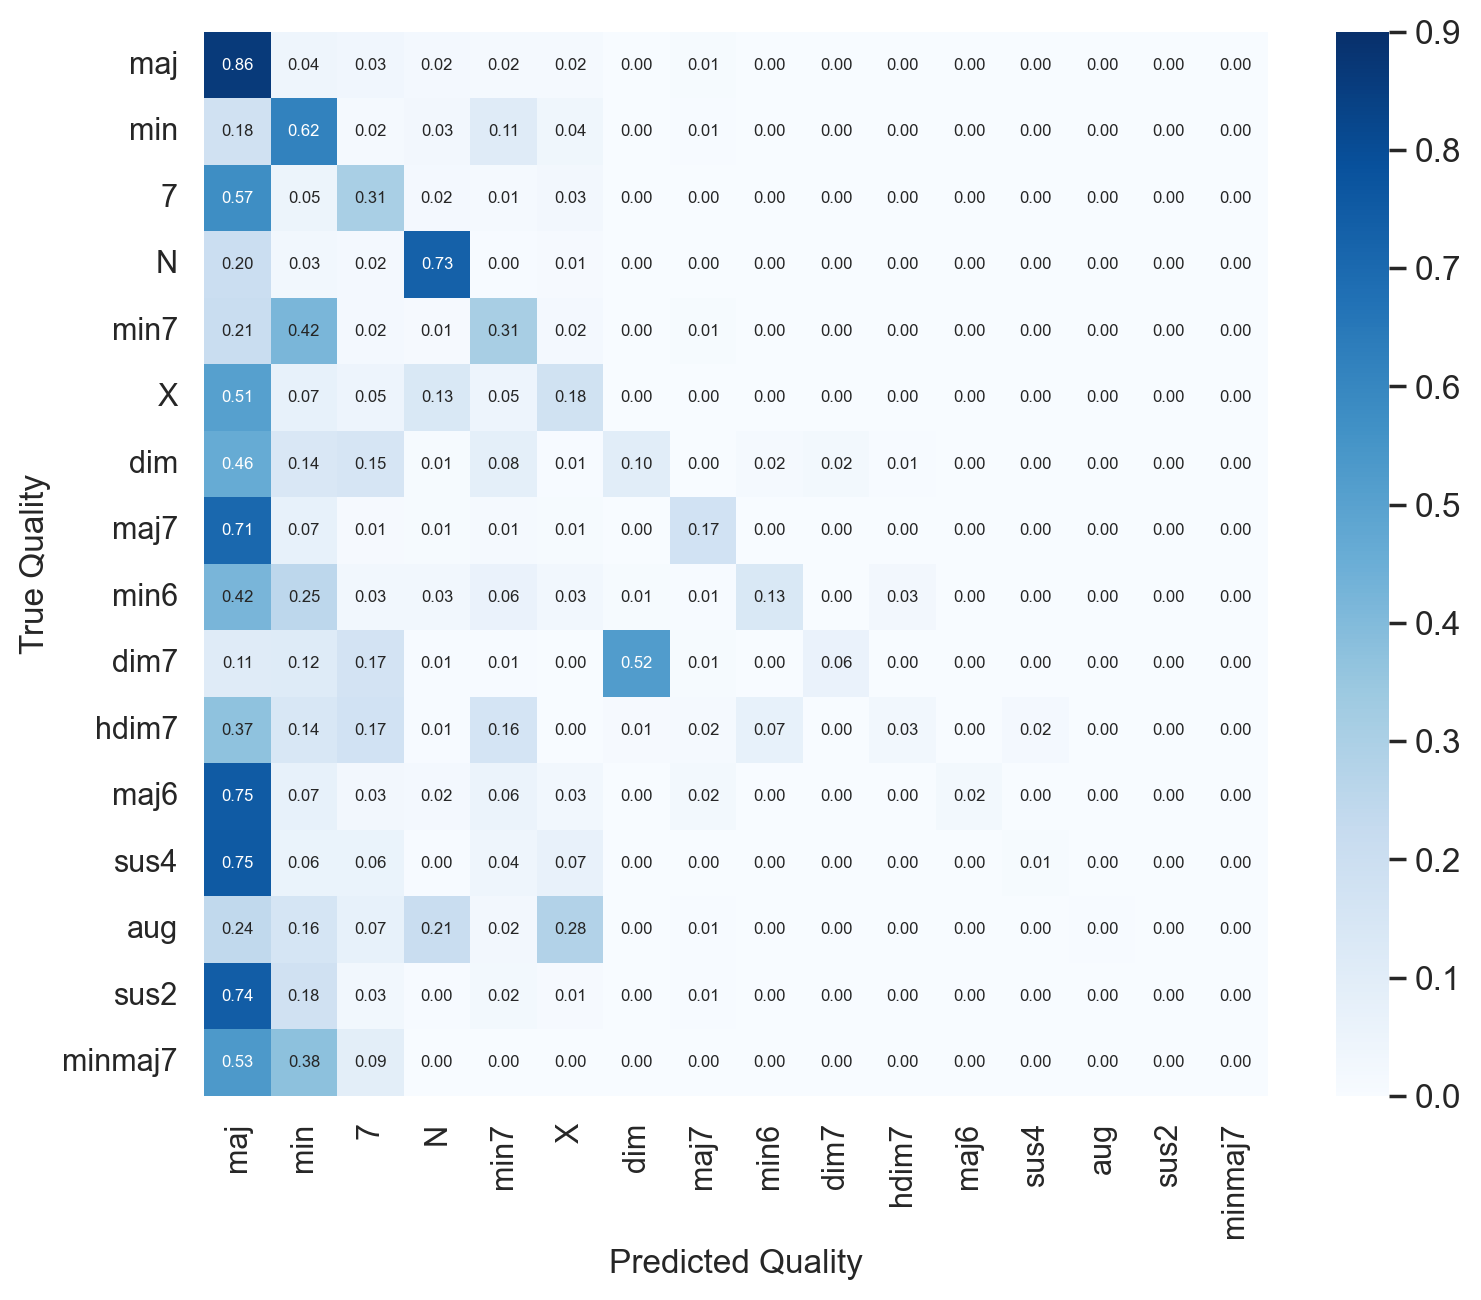 maj 0.86 0.04 0.03 0.02 0.02 0.02 0.00 0.01 0.00 0.00 0.00 0.00 0.00 0.00 0.00 0.00
min 0.18 0.62 0.02 0.03 0.11 0.04 0.00 0.01 0.00 0.00 0.00 0.00 0.00 0.00 0.00 0.00
7 0.57 0.05 0.31 0.02 0.01 0.03 0.00 0.00 0.00 0.00 0.00 0.00 0.00 0.00 0.00 0.00
N 0.20 0.03 0.02 0.73 0.00 0.01 0.00 0.00 0.00 0.00 0.00 0.00 0.00 0.00 0.00 0.00
min7 0.21 0.42 0.02 0.01 0.31 0.02 0.00 0.01 0.00 0.00 0.00 0.00 0.00 0.00 0.00 0.00
X 0.51 0.07 0.05 0.13 0.05 0.18 0.00 0.00 0.00 0.00 0.00 0.00 0.00 0.00 0.00 0.00
dim 0.46 0.14 0.15 0.01 0.08 0.01 0.10 0.00 0.02 0.02 0.01 0.00 0.00 0.00 0.00 0.00
maj7 0.71 0.07 0.01 0.01 0.01 0.01 0.00 0.17 0.00 0.00 0.00 0.00 0.00 0.00 0.00 0.00
min6 0.42 0.25 0.03 0.03 0.06 0.03 0.01 0.01 0.13 0.00 0.03 0.00 0.00 0.00 0.00 0.00
dim7 0.11 0.12 0.17 0.01 0.01 0.00 0.52 0.01 0.00 0.06 0.00 0.00 0.00 0.00 0.00 0.00
hdim7 0.37 0.14 0.17 0.01 0.16 0.00 0.01 0.02 0.07 0.00 0.03 0.00 0.02 0.00 0.00 0.00
maj6 0.75 0.07 0.03 0.02 0.06 0.03 0.00 0.02 0.00 0.00 0.00 0.02 0.00 0.00 0.00 0.00
sus4 0.75 0.06 0.06 0.00 0.04 0.07 0.00 0.00 0.00 0.00 0.00 0.00 0.01 0.00 0.00 0.00
aug 0.24 0.16 0.07 0.21 0.02 0.28 0.00 0.01 0.00 0.00 0.00 0.00 0.00 0.00 0.00 0.00
sus2 0.74 0.18 0.03 0.00 0.02 0.01 0.00 0.01 0.00 0.00 0.00 0.00 0.00 0.00 0.00 0.00
minmaj7 0.53 0.38 0.09 0.00 0.00 0.00 0.00 0.00 0.00 0.00 0.00 0.00 0.00 0.00 0.00 0.00
True Quality
maj min 7 N min7 X dim maj7 min6 dim7 hdim7 maj6 sus4 aug sus2 minmaj7
Predicted Quality
0.9
0.8
0.7
0.6
0.5
0.4
0.3
0.2
0.1
0.0